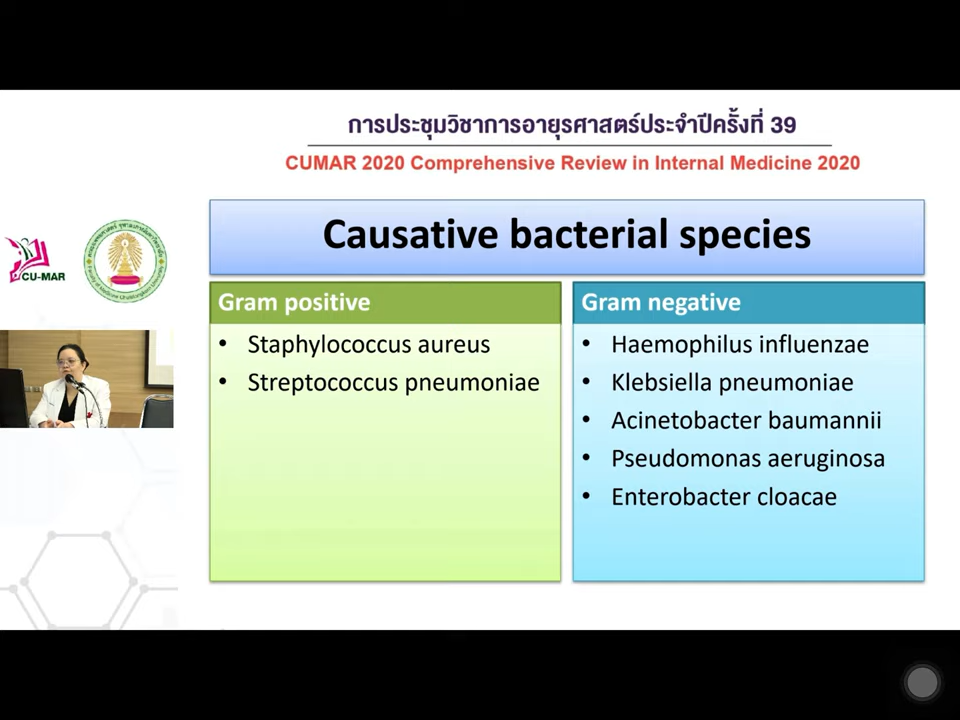 การประชุมวิชาการอายุรศาสตร์ประจำปีครั้งที่ 39
CUMAR 2020 Comprehensive Review in Internal Medicine 2020
CU-MAR
Causative bacterial species
Gram positive
• Staphylococcus aureus
• Streptococcus pneumoniae
Gram negative
• Haemophilus influenzae
• Klebsiella pneumoniae
• Acinetobacter baumannii
• Pseudomonas aeruginosa
• Enterobacter cloacae